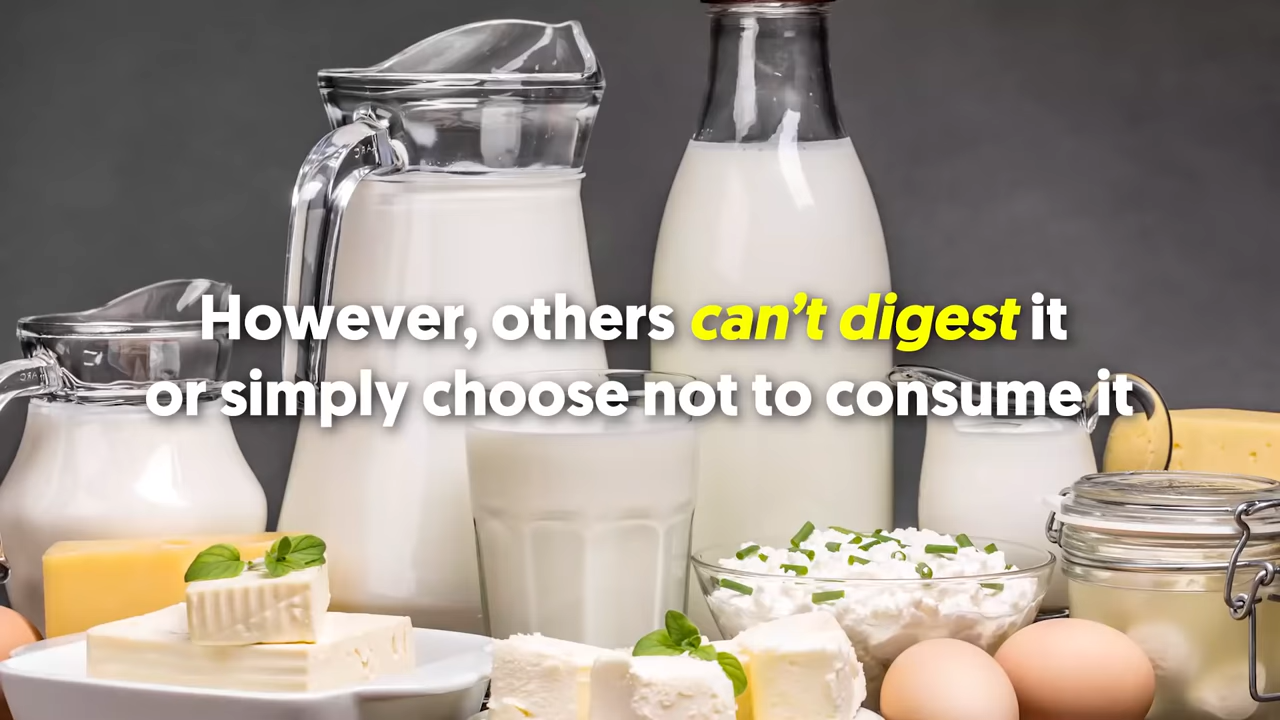 However, others can't digest it
or simply choose not to consume it